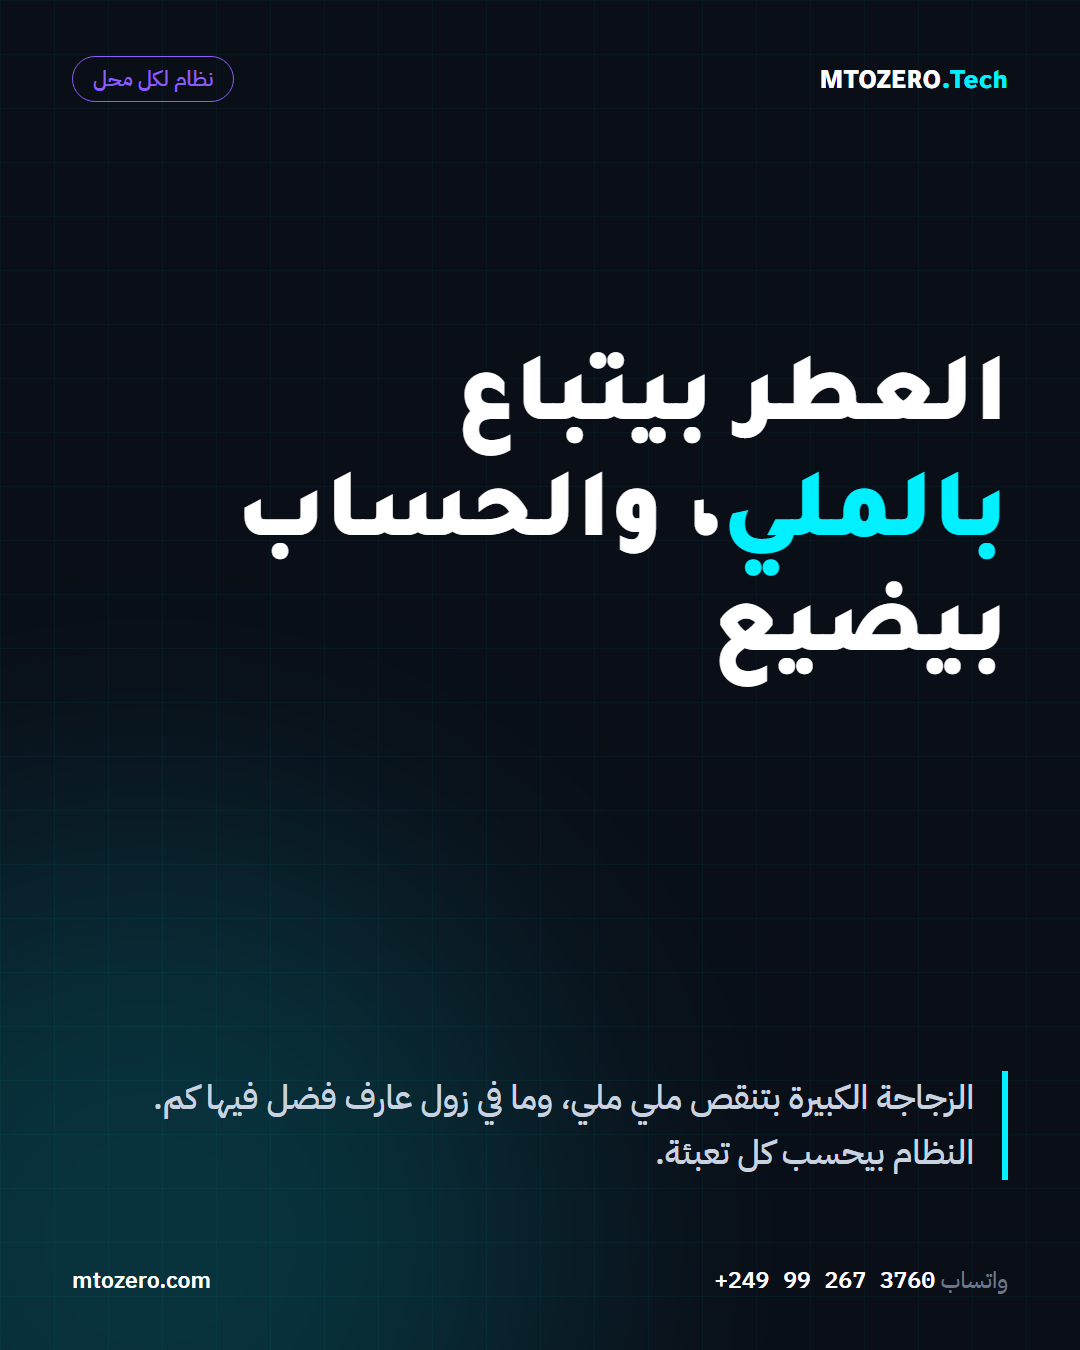 MTOZERO.Tech
نظام لكل محل
العطر بيتباع
بالملي، والحساب
بيضيع
الزجاجة الكبيرة بتنقص ملي ملي، وما في زول عارف فضل فيها كم.
النظام بيحسب كل تعبئة.
واتساب +249 99 267 3760
mtozero.com